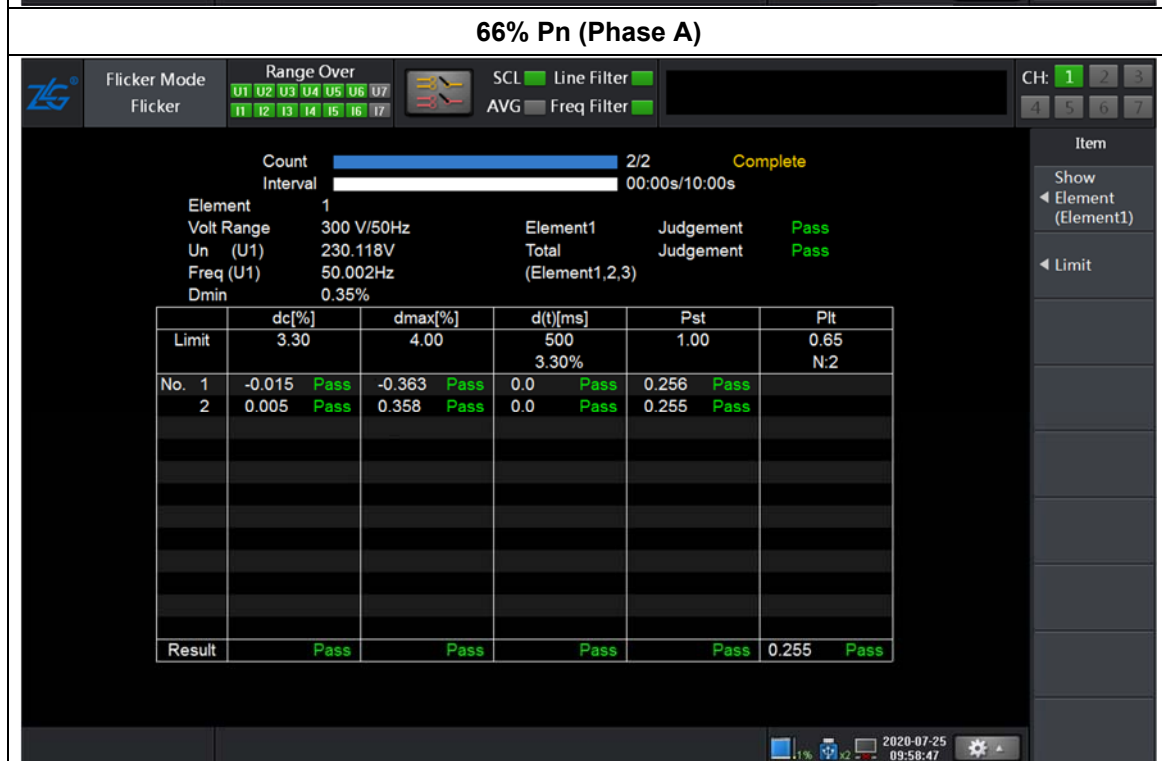 66% Pn (Phase A)
ZLG® Flicker Mode Range Over SCL Line Filter CH: 1 2 3
Flicker U1 U2 U3 U4 U5 U6 U7 AVG Freq Filter 4 5 6 7
I1 I2 I3 I4 I5 I6 I7
Item
Count 2/2 Complete
Interval 00:00s/10:00s
Show
Element
(Element1)
Limit
Element 1
Volt Range 300 V/50Hz Element1 Judgement Pass
Un (U1) 230.118V Total Judgement Pass
Freq (U1) 50.002Hz (Element1,2,3)
Dmin 0.35%
dc[%] dmax[%] d(t)[ms] Pst Plt
Limit 3.30 4.00 500 1.00 0.65
3.30% N:2
No. 1 -0.015 Pass -0.363 Pass 0.0 Pass 0.256 Pass
2 0.005 Pass 0.358 Pass 0.0 Pass 0.255 Pass
Result Pass Pass Pass Pass 0.255 Pass
1% x2 2020-07-25
09:58:47